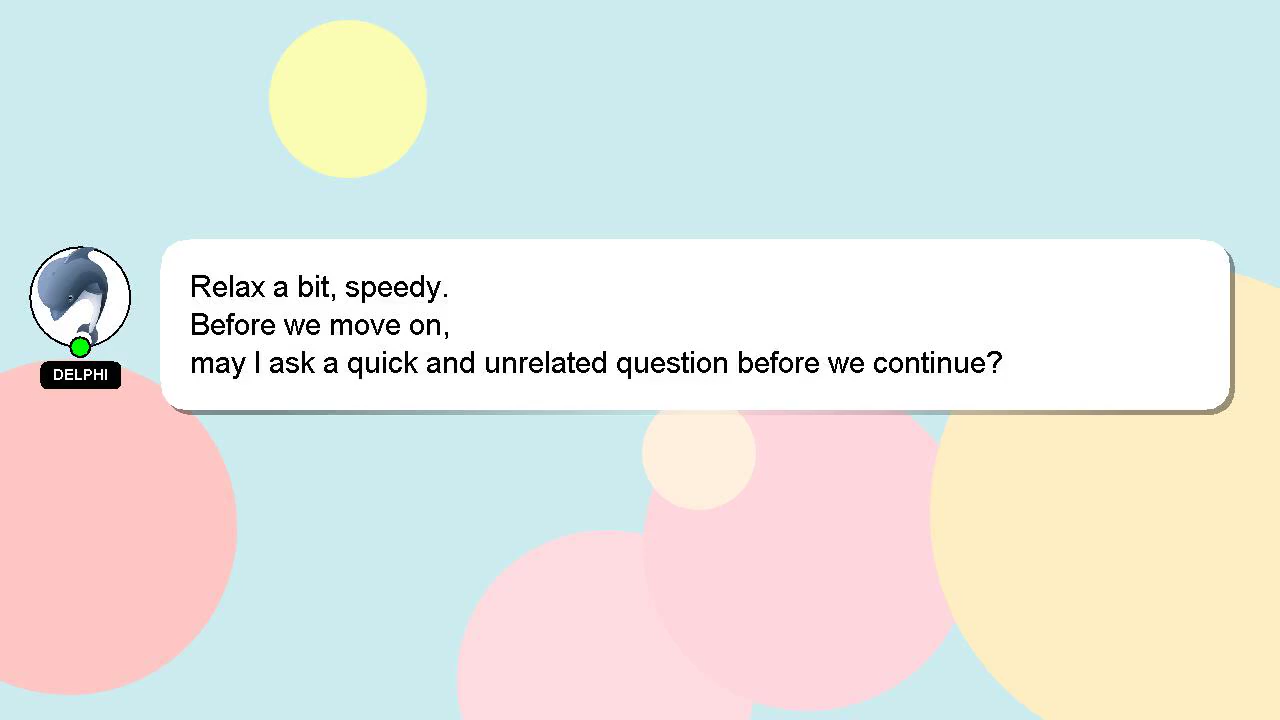 Relax a bit, speedy.
Before we move on,
may I ask a quick and unrelated question before we continue?
DELPHI